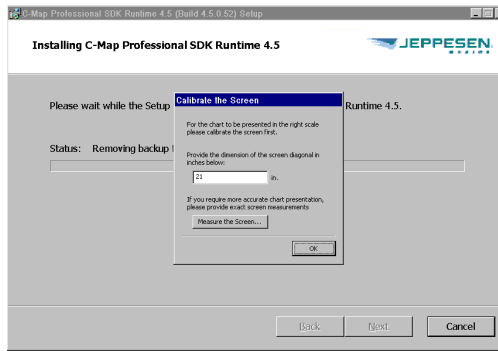 C-Map Professional SDK Runtime 4.5 (Build 4.5.0.52) Setup
Installing C-Map Professional SDK Runtime 4.5
JEPPESEN.
Please wait while the Setup
Runtime 4.5.
Status: Removing backup
Calibrate the Screen
For the chart to be presented in the right scale
please calibrate the screen first.
Provide the dimension of the screen diagonal in
inches below:
21 in.
If you require more accurate chart presentation,
please provide exact screen measurements
Measure the Screen...
OK
Back Next Cancel